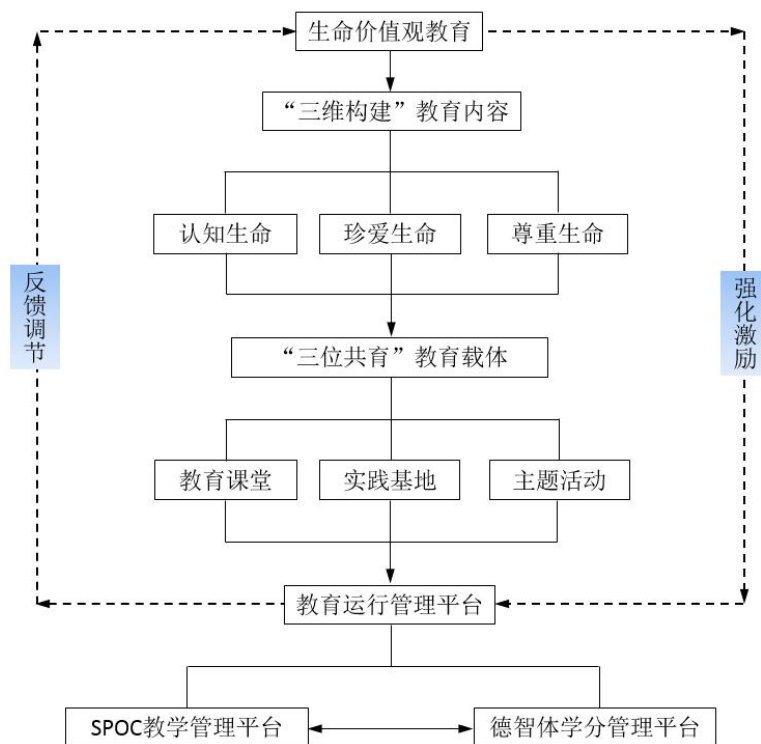 生命价值观教育
“三维构建”教育内容
认知生命
珍爱生命
尊重生命
反馈调节
强化激励
“三位共育”教育载体
教育课堂
实践基地
主题活动
教育运行管理平台
SPOC教学管理平台
德智体学分管理平台